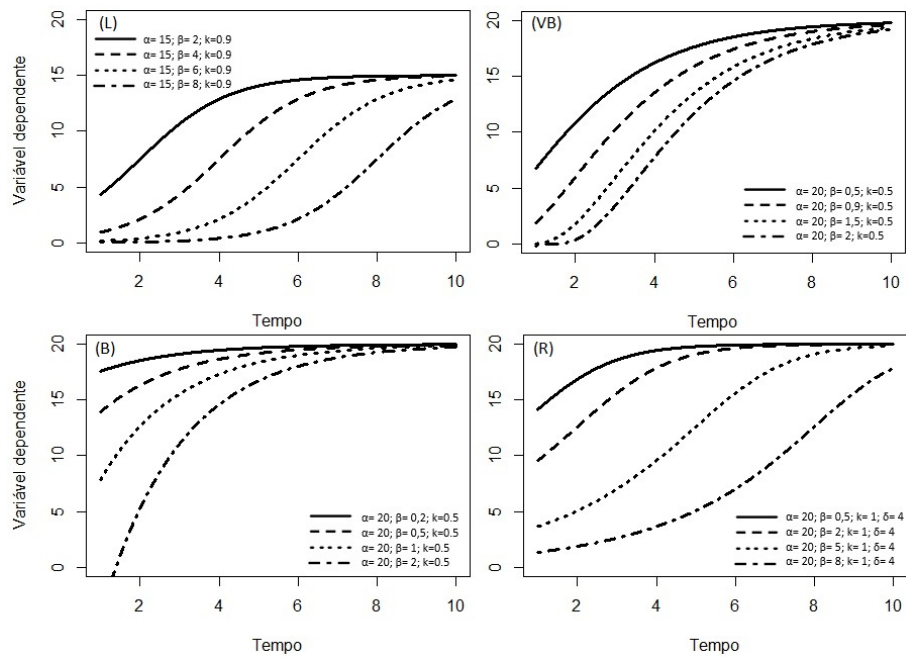 (L)
α= 15; β= 2; k=0.9
α= 15; β= 4; k=0.9
α= 15; β= 6; k=0.9
α= 15; β= 8; k=0.9
Variável dependente
20
15
10
5
0
2
4
6
8
10
Tempo
(VB)
α= 20; β= 0,5; k=0.5
α= 20; β= 0,9; k=0.5
α= 20; β= 1,5; k=0.5
α= 20; β= 2; k=0.5
20
15
10
5
0
2
4
6
8
10
Tempo
(B)
α= 20; β= 0,2; k=0.5
α= 20; β= 0,5; k=0.5
α= 20; β= 1; k=0.5
α= 20; β= 2; k=0.5
Variável dependente
20
15
10
5
0
2
4
6
8
10
Tempo
(R)
α= 20; β= 0,5; k= 1; δ= 4
α= 20; β= 2; k= 1; δ= 4
α= 20; β= 5; k= 1; δ= 4
α= 20; β= 8; k= 1; δ= 4
20
15
10
5
0
2
4
6
8
10
Tempo